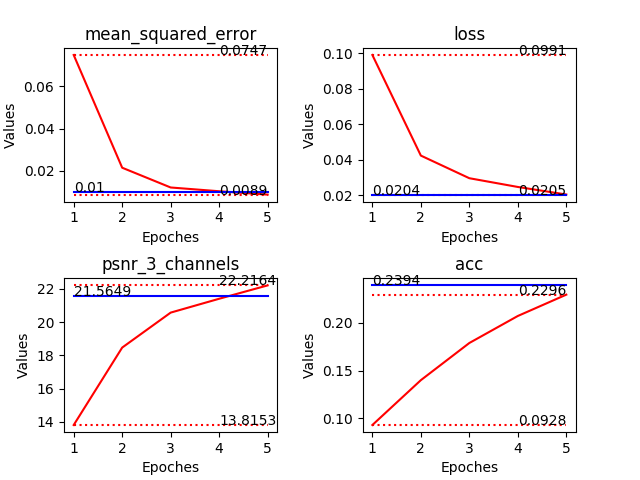 mean_squared_error
0.0747
0.06
0.04
0.02
Values
0.01
0.0089
1 2 3 4 5
Epoches
loss
0.0991
0.10
0.08
0.06
0.04
0.02
Values
0.0204
0.0205
1 2 3 4 5
Epoches
psnr_3_channels
22.2164
21.5649
22
20
18
16
14
Values
13.8153
1 2 3 4 5
Epoches
acc
0.2394
0.2296
0.20
0.15
0.10
Values
0.0928
1 2 3 4 5
Epoches